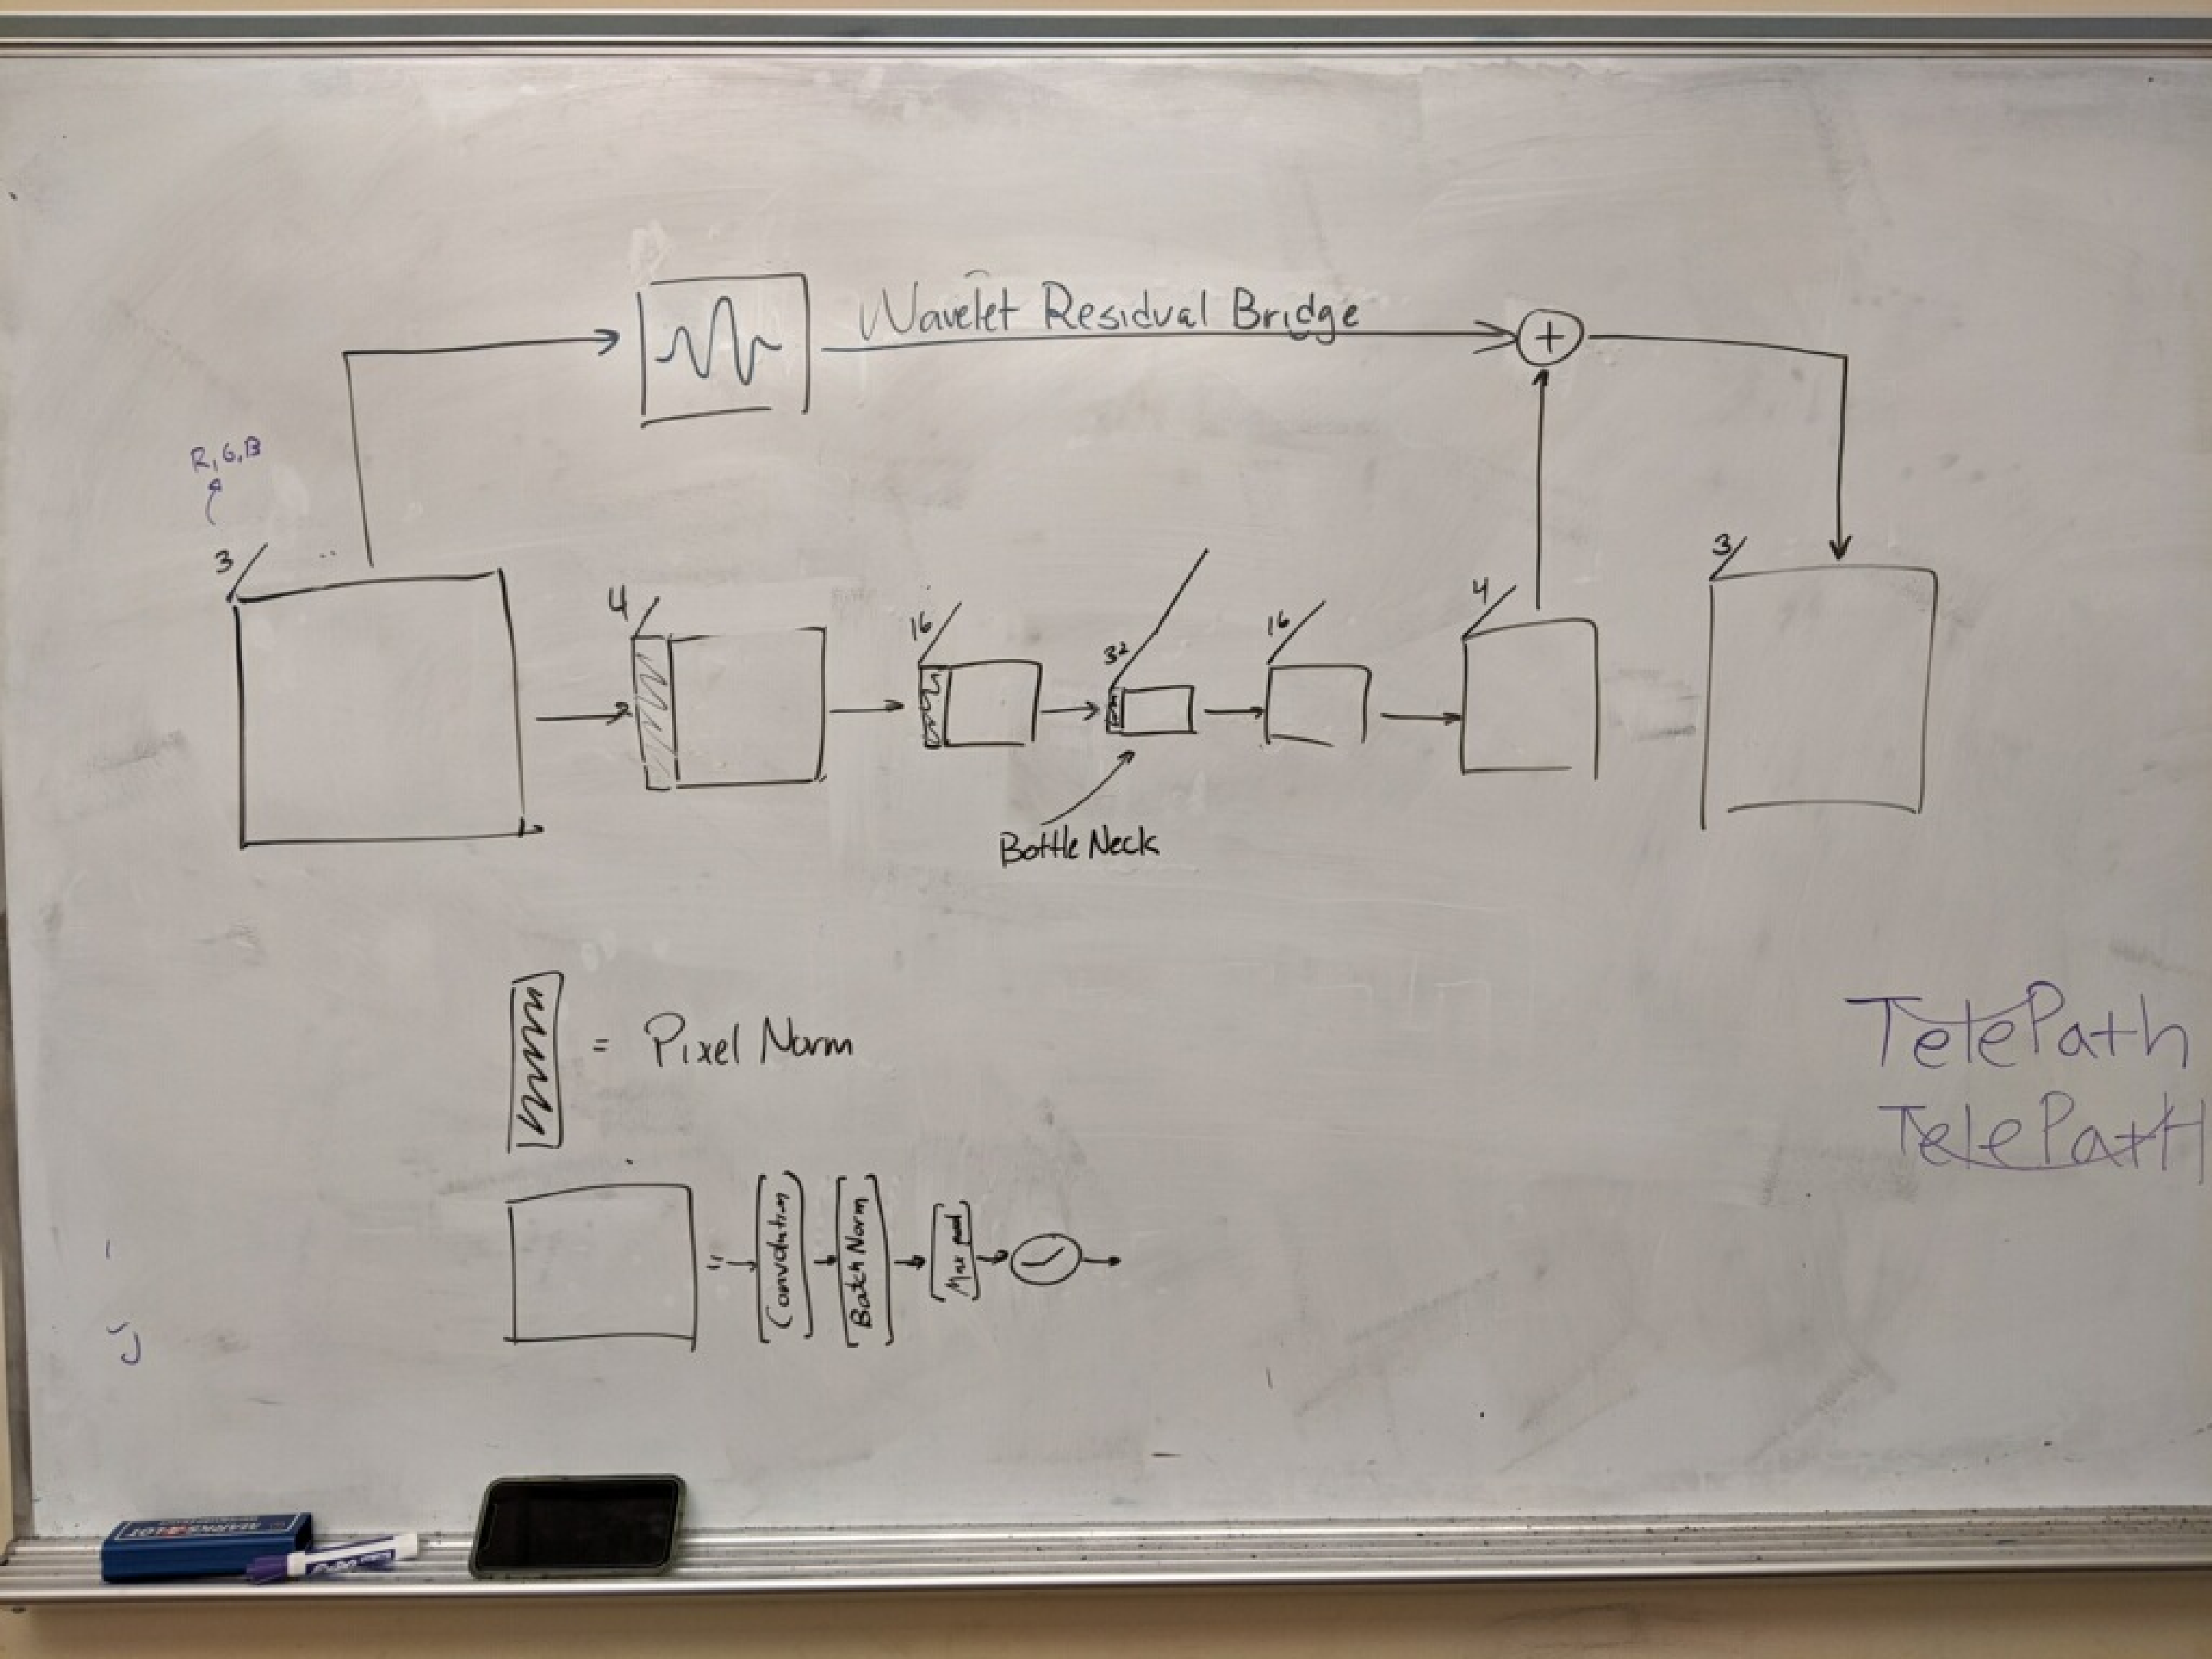 Wavelet Residual Bridge
+
R, G, B
3
4
16
32
16
4
3
Bottle Neck
= Pixel Norm
TelePath
TelePatH
Convolution
Batch Norm
Max pool
MARKS-A-LOT
EXPO